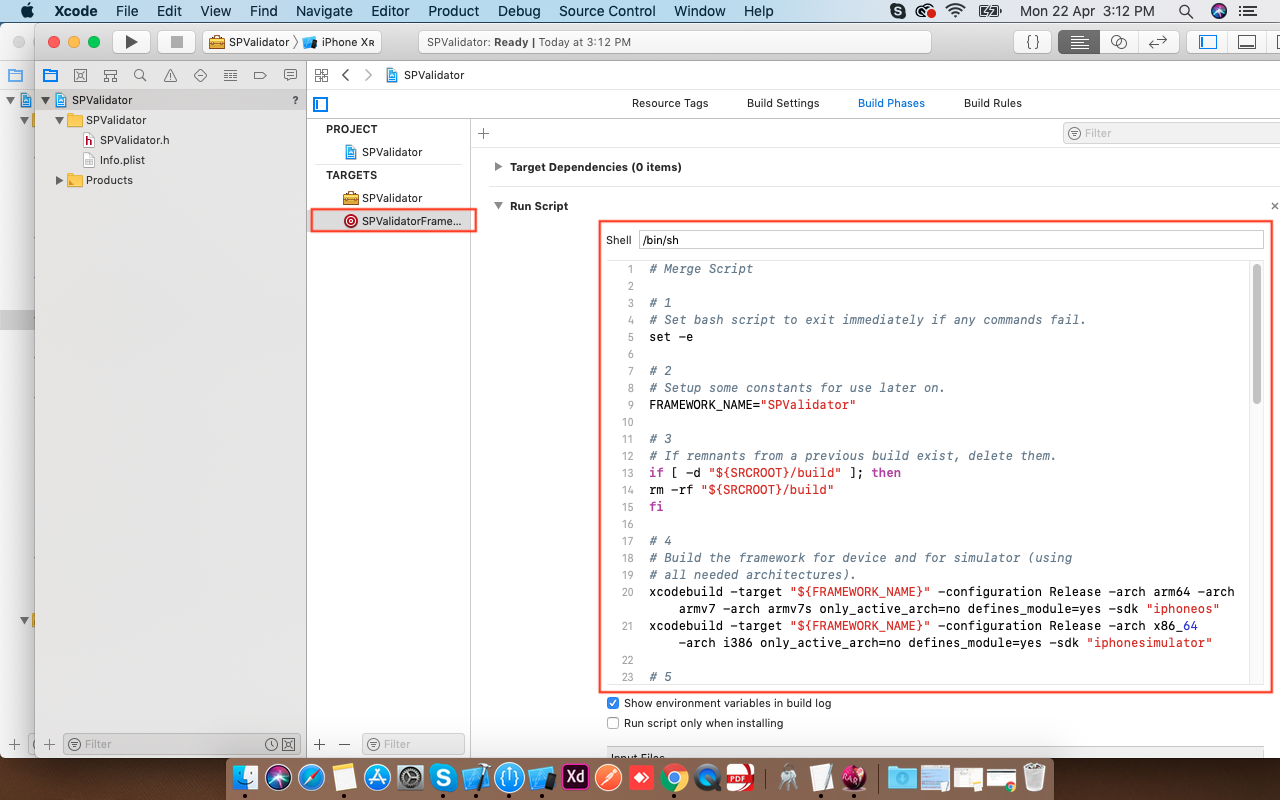 Xcode File Edit View Find Navigate Editor Product Debug Source Control Window Help Mon 22 Apr 3:12 PM
SPValidator iPhone XR SPValidator: Ready | Today at 3:12 PM {}
SPValidator
SPValidator ?
SPValidator
h SPValidator.h
Info.plist
Products
Resource Tags Build Settings Build Phases Build Rules
PROJECT
SPValidator
TARGETS
SPValidator
SPValidatorFrame...
Filter
Target Dependencies (0 items)
Run Script
Shell /bin/sh
1 # Merge Script
2
3 # 1
4 # Set bash script to exit immediately if any commands fail.
5 set -e
6
7 # 2
8 # Setup some constants for use later on.
9 FRAMEWORK_NAME="SPValidator"
10
11 # 3
12 # If remnants from a previous build exist, delete them.
13 if [ -d "${SRCROOT}/build" ]; then
14 rm -rf "${SRCROOT}/build"
15 fi
16
17 # 4
18 # Build the framework for device and for simulator (using
19 # all needed architectures).
20 xcodebuild -target "${FRAMEWORK_NAME}" -configuration Release -arch arm64 -arch
armv7 -arch armv7s only_active_arch=no defines_module=yes -sdk "iphoneos"
21 xcodebuild -target "${FRAMEWORK_NAME}" -configuration Release -arch x86_64
-arch i386 only_active_arch=no defines_module=yes -sdk "iphonesimulator"
22
23 # 5
Show environment variables in build log
Run script only when installing
Input Files
Filter
Filter
Xd
PDF